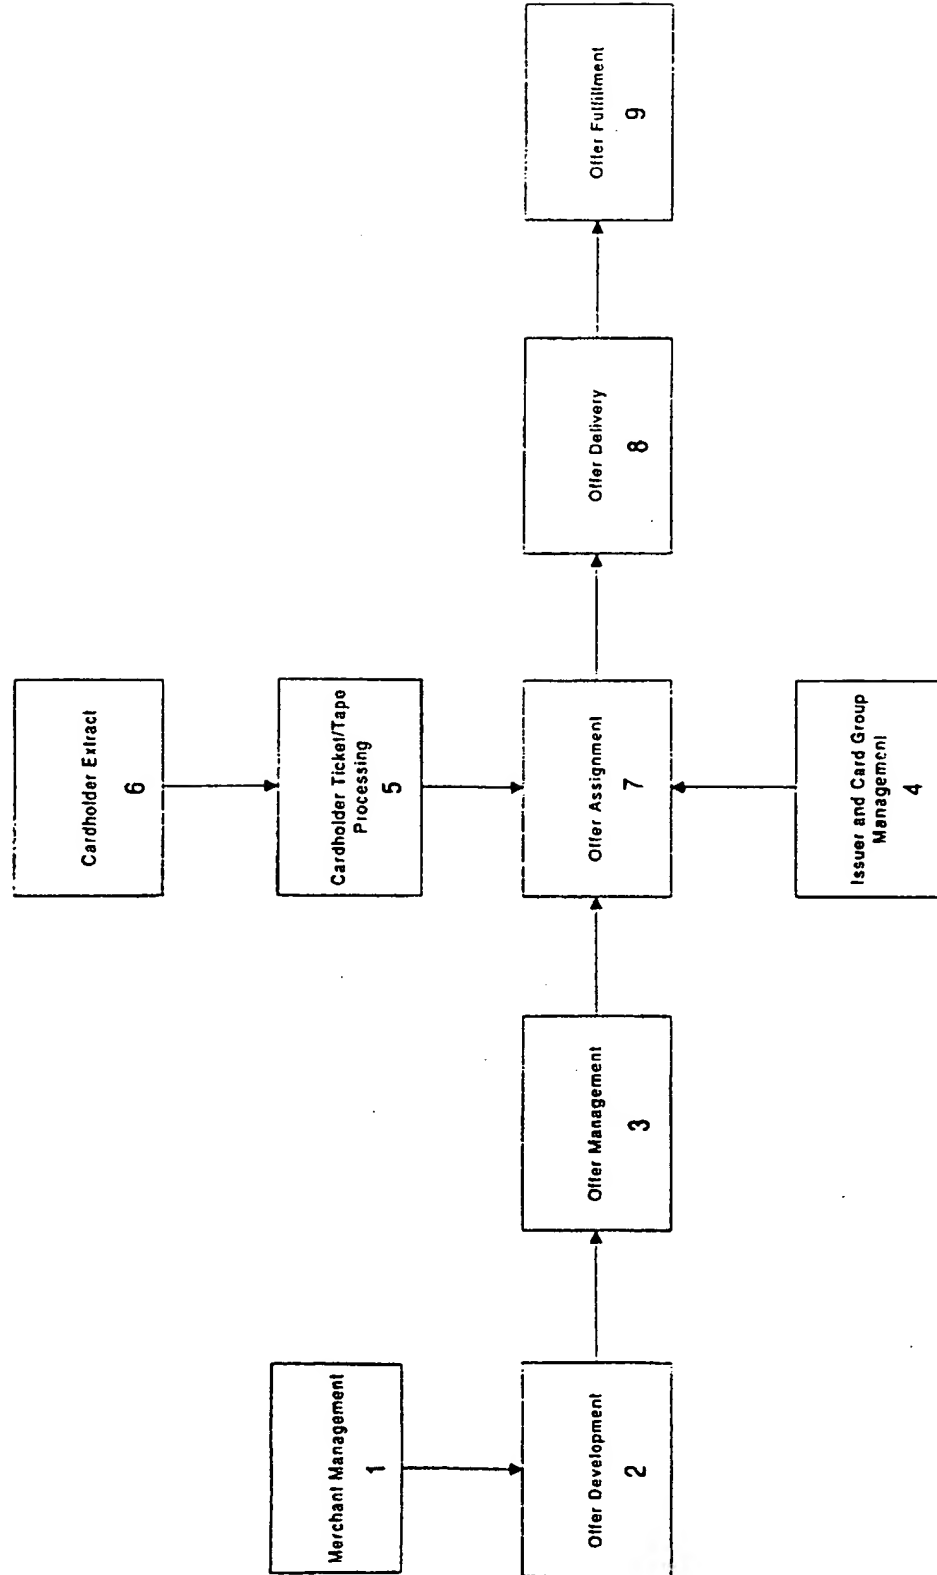 Cardholder Extract
6
Merchant Management
1
Cardholder Ticket/Tape
Processing
5
Offer Development
2
Offer Management
3
Offer Assignment
7
Offer Delivery
8
Offer Fulfillment
9
Issuer and Card Group
Management
4